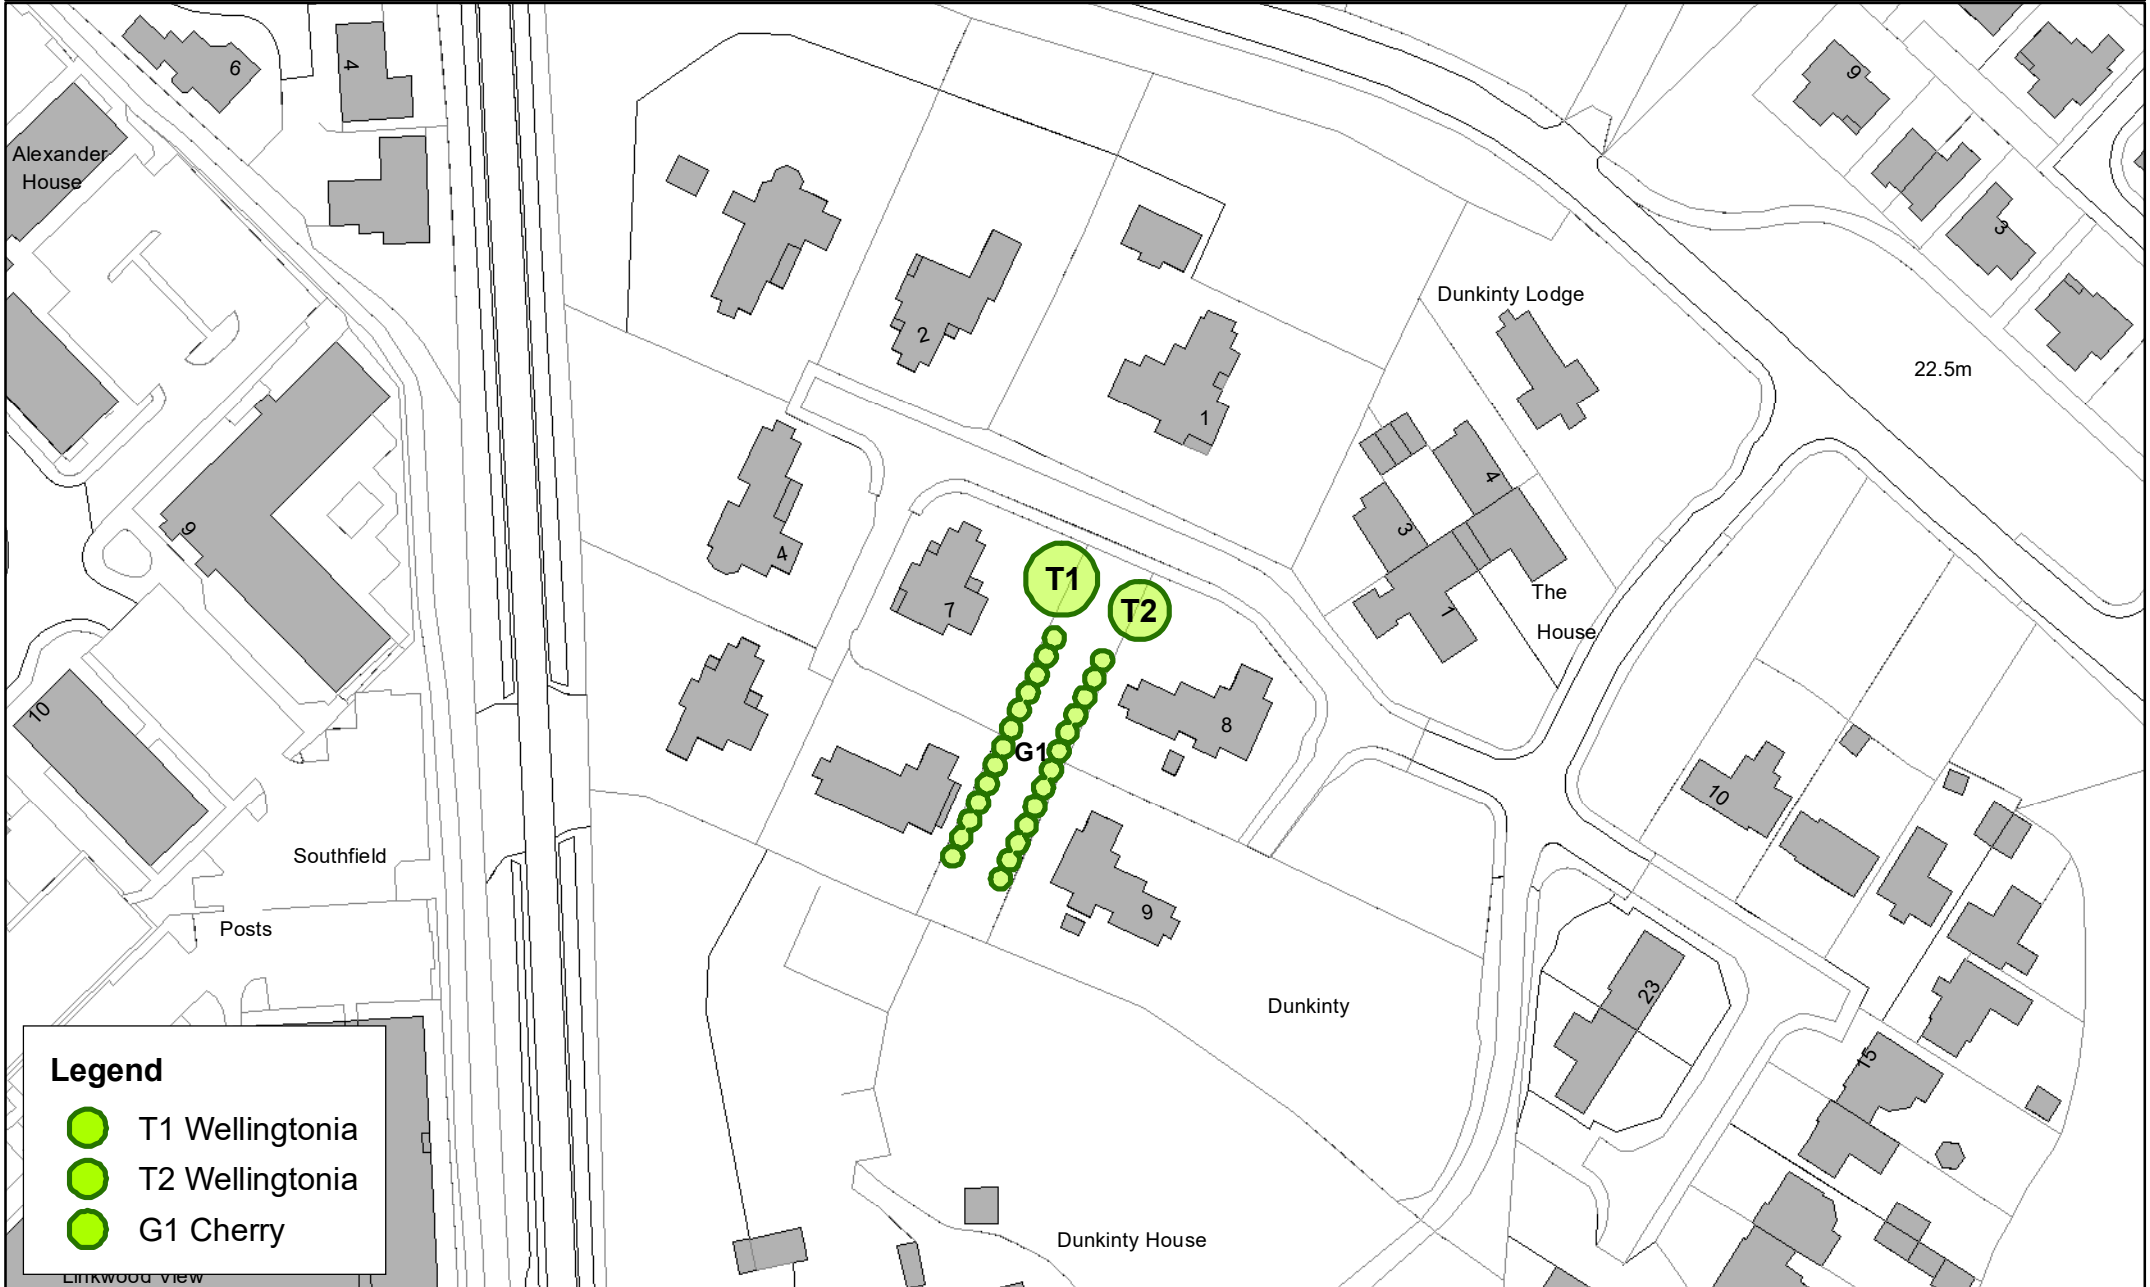 6
4
9
Alexander
House
3
Dunkinty Lodge
2
22.5m
1
4
9
3
4
T1
T2
7
1
The
House
10
8
G1
10
Southfield
9
Posts
23
Dunkinty
15
Legend
T1 Wellingtonia
T2 Wellingtonia
G1 Cherry
Dunkinty House
Linkwood View